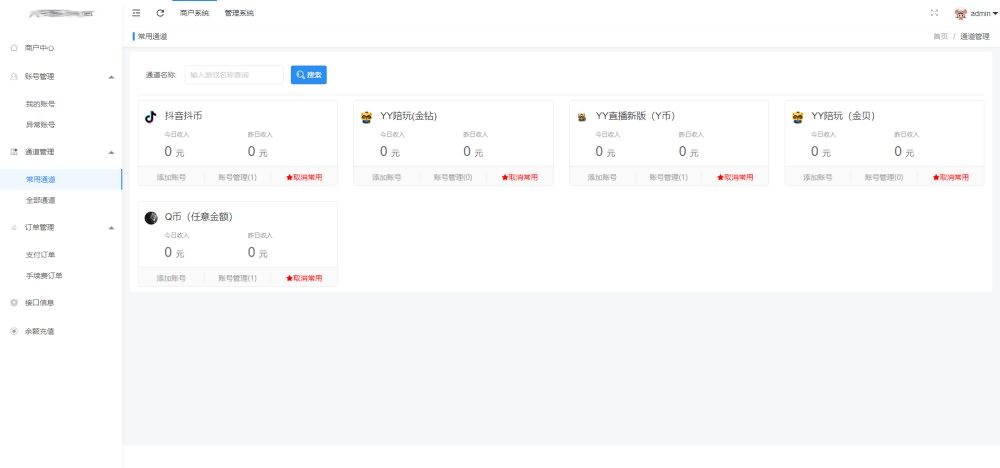 商户系统 管理系统 admin
常用通道 首页 / 通道管理
商户中心
账号管理
我的账号
异常账号
通道管理
常用通道
全部通道
订单管理
支付订单
手续费订单
接口信息
余额充值
通道名称 搜索
抖音抖币
今日收入 昨日收入
0 元 0 元
添加账号 账号管理(1) ★取消常用
YY陪玩(金钻)
今日收入 昨日收入
0 元 0 元
添加账号 账号管理(0) ★取消常用
YY直播新版（Y币）
今日收入 昨日收入
0 元 0 元
添加账号 账号管理(1) ★取消常用
YY陪玩（金贝）
今日收入 昨日收入
0 元 0 元
添加账号 账号管理(0) ★取消常用
Q币（任意金额）
今日收入 昨日收入
0 元 0 元
添加账号 账号管理(1) ★取消常用